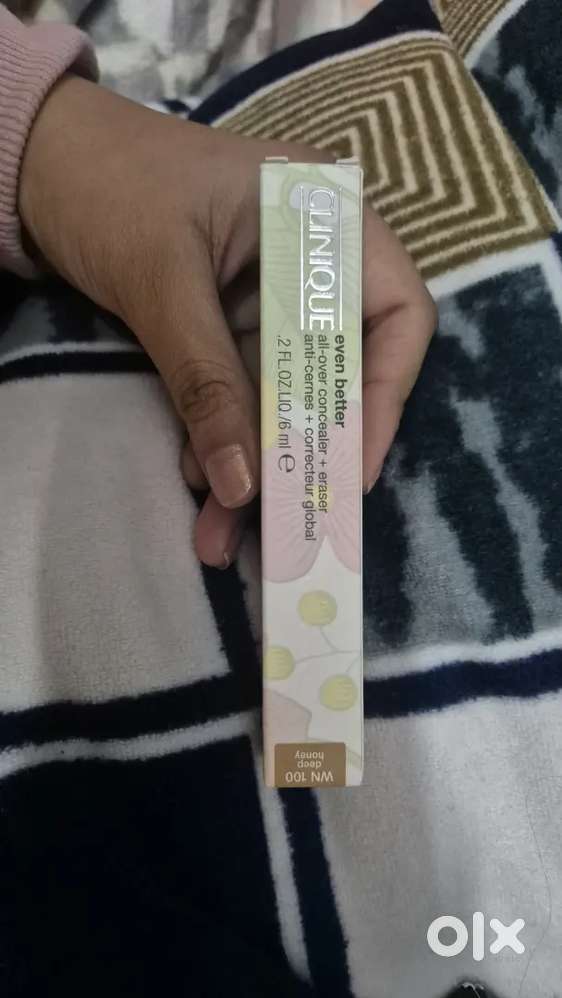 CLINIQUE
even better
all-over concealer + eraser
anti-cernes + correcteur global
.2 FL.OZ.LIQ./6 ml ℮
WN 100
deep
honey
olx